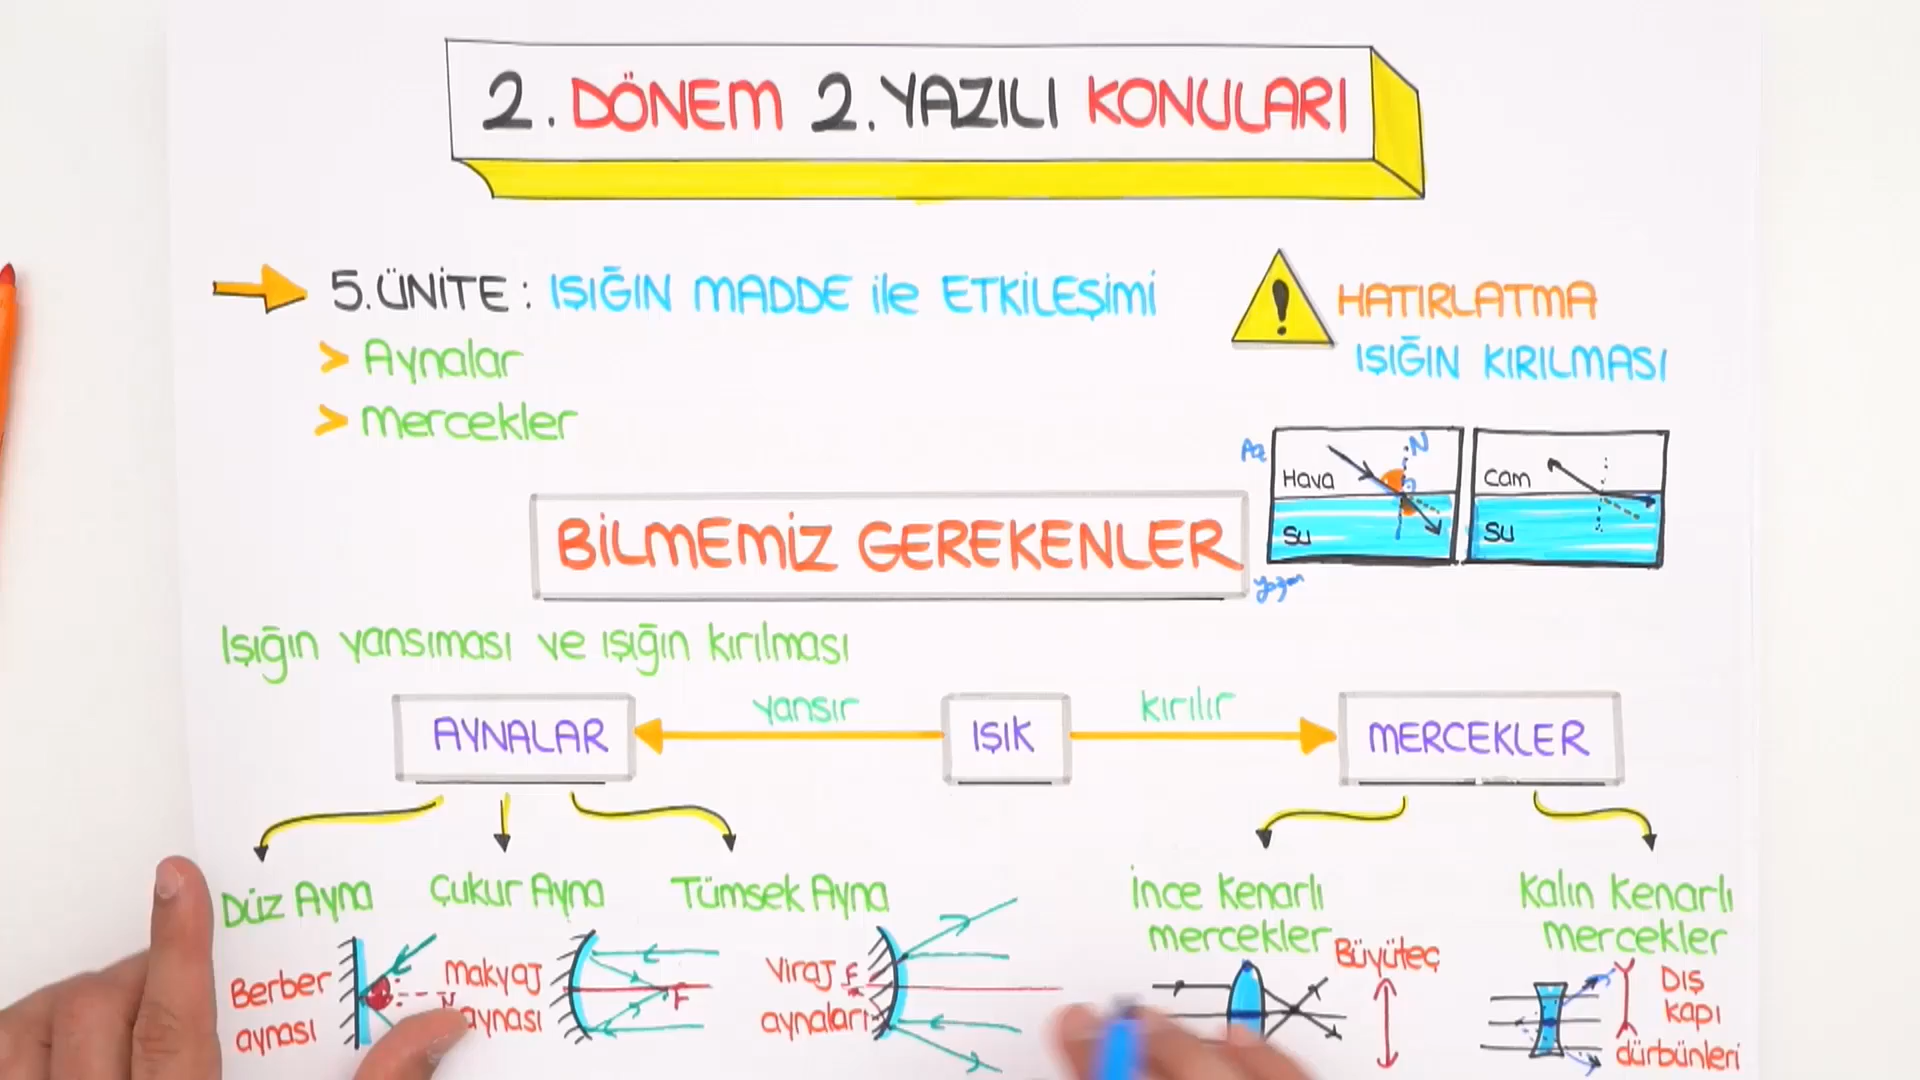 2. DÖNEM 2. YAZILI KONULARI
5. ÜNİTE: IŞIĞIN MADDE ile ETKİLEŞİMİ
> Aynalar
> Mercekler
! HATIRLATMA
IŞIĞIN KIRILMASI
Az
N
Hava
Su
Cam
Su
Yoğun
BİLMEMİZ GEREKENLER
Işığın yansıması ve ışığın kırılması
AYNALAR
yansır
IŞIK
kırılır
MERCEKLER
Düz Ayna
Berber
aynası
N
Çukur Ayna
Makyaj
aynası
F
Tümsek Ayna
Viraj
aynaları
F
İnce Kenarlı
mercekler
Büyüteç
Kalın Kenarlı
mercekler
Dış
kapı
dürbünleri